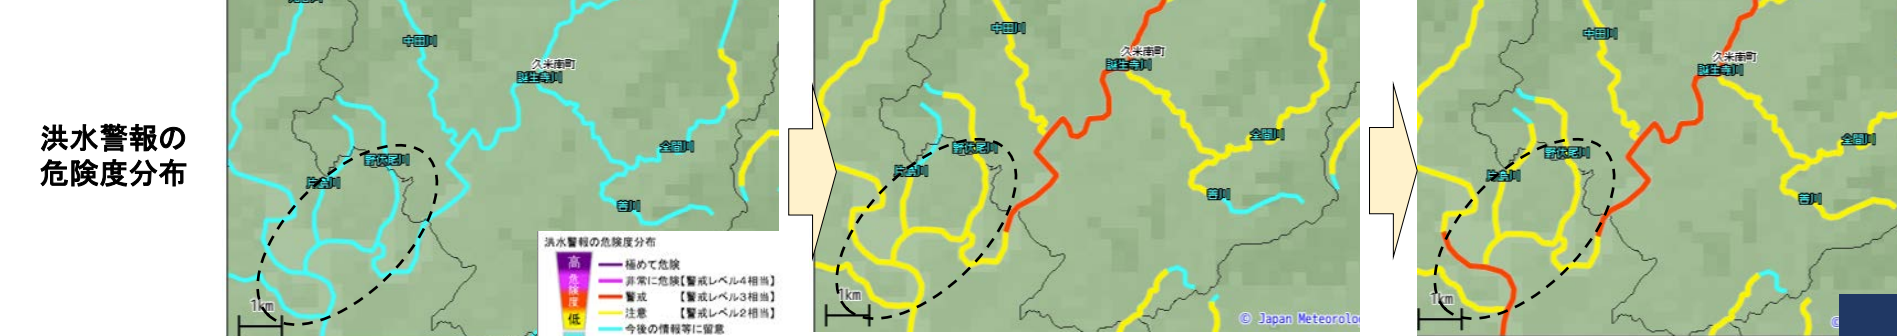 洪水警報の
危険度分布
中田川
久米南町
誕生寺川
全間川
野佐尾川
片倉川
善川
1km
洪水警報の危険度分布
高
危険度
低
極めて危険
非常に危険【警戒レベル4相当】
警戒 【警戒レベル3相当】
注意 【警戒レベル2相当】
今後の情報等に留意
中田川
久米南町
誕生寺川
全間川
野佐尾川
片倉川
善川
1km
© Japan Meteorolo
中田川
久米南町
誕生寺川
全間川
野佐尾川
片倉川
善川
1km
©